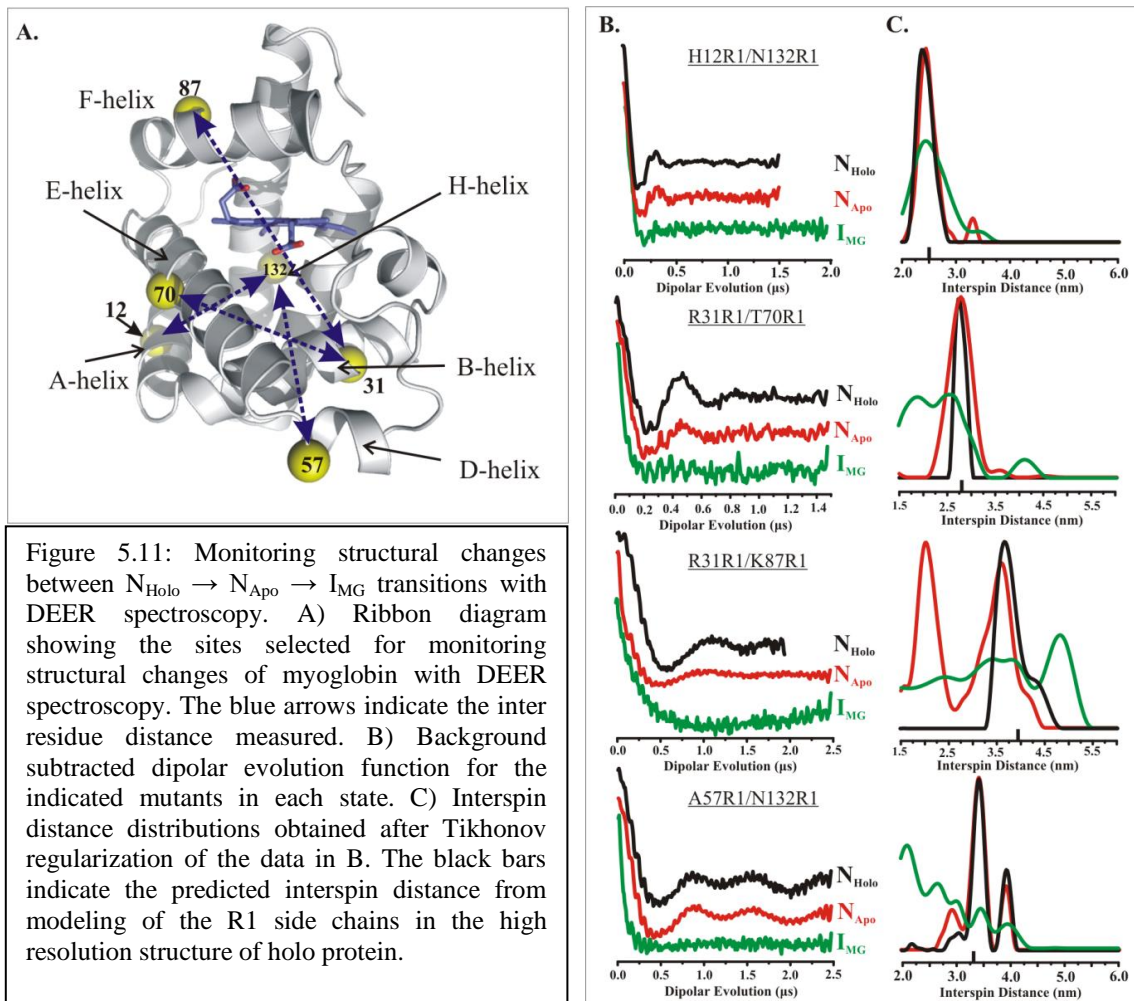 A.
87
F-helix
E-helix
H-helix
132
70
12
A-helix
31
B-helix
57
D-helix
Figure 5.11: Monitoring structural changes
between N_Holo → N_Apo → I_MG transitions with
DEER spectroscopy. A) Ribbon diagram
showing the sites selected for monitoring
structural changes of myoglobin with DEER
spectroscopy. The blue arrows indicate the inter
residue distance measured. B) Background
subtracted dipolar evolution function for the
indicated mutants in each state. C) Interspin
distance distributions obtained after Tikhonov
regularization of the data in B. The black bars
indicate the predicted interspin distance from
modeling of the R1 side chains in the high
resolution structure of holo protein.
B.
C.
H12R1/N132R1
N_Holo
N_Apo
I_MG
0.0 0.5 1.0 1.5 2.0
Dipolar Evolution (µs)
2.0 3.0 4.0 5.0 6.0
Interspin Distance (nm)
R31R1/T70R1
N_Holo
N_Apo
I_MG
0.0 0.2 0.4 0.6 0.8 1.0 1.2 1.4
Dipolar Evolution (µs)
1.5 2.5 3.5 4.5 5.5
Interspin Distance (nm)
R31R1/K87R1
N_Holo
N_Apo
I_MG
0.0 0.5 1.0 1.5 2.0 2.5
Dipolar Evolution (µs)
1.5 2.5 3.5 4.5 5.5
Interspin Distance (nm)
A57R1/N132R1
N_Holo
N_Apo
I_MG
0.0 0.5 1.0 1.5 2.0 2.5
Dipolar Evolution (µs)
2.0 3.0 4.0 5.0 6.0
Interspin Distance (nm)